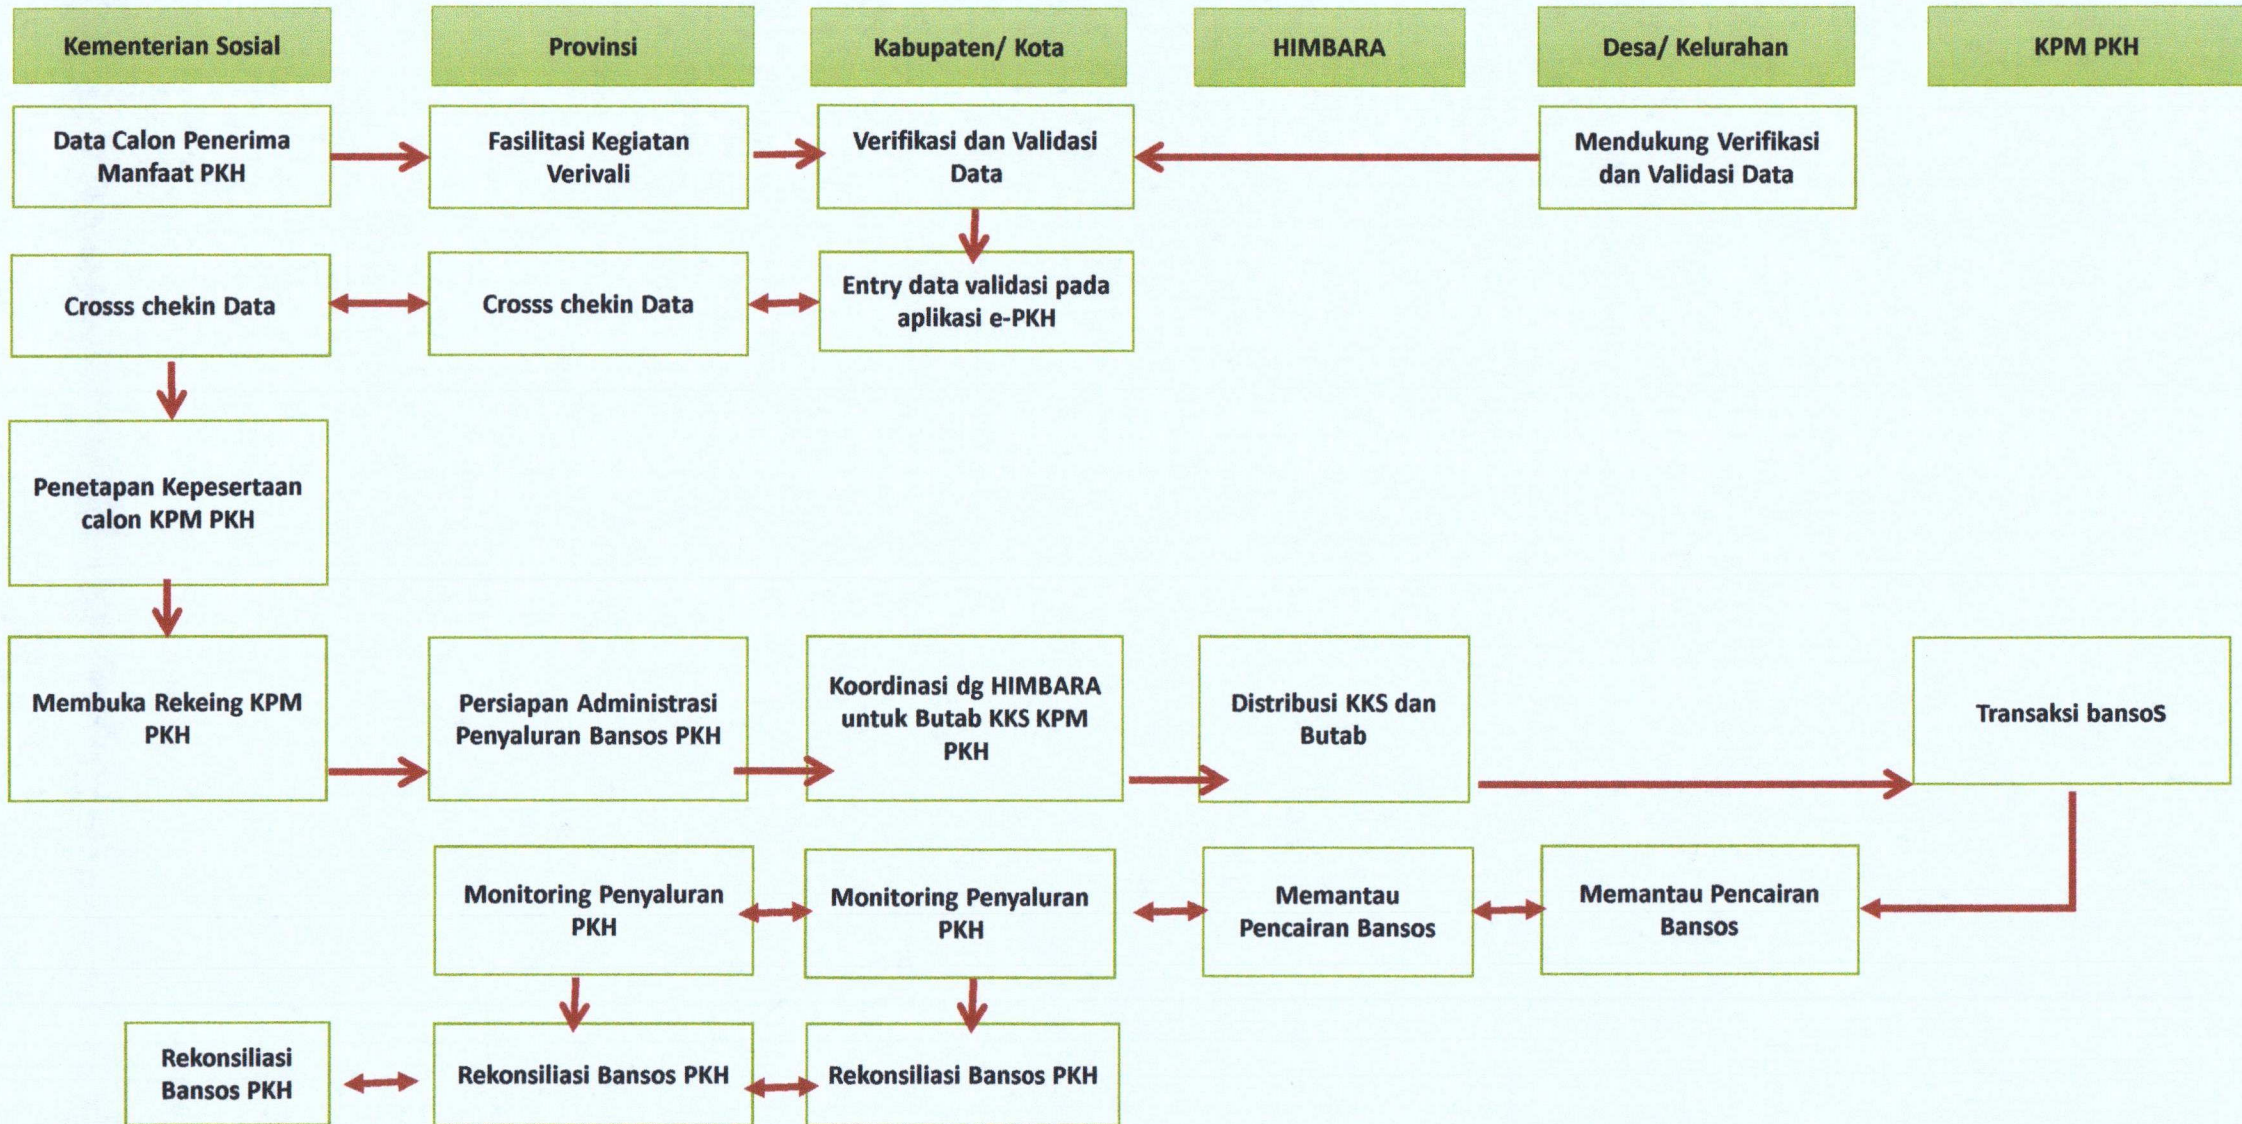 Kementerian Sosial
Provinsi
Kabupaten/ Kota
HIMBARA
Desa/ Kelurahan
KPM PKH
Data Calon Penerima
Manfaat PKH
Fasilitasi Kegiatan
Verivali
Verifikasi dan Validasi
Data
Mendukung Verifikasi
dan Validasi Data
Crosss chekin Data
Crosss chekin Data
Entry data validasi pada
aplikasi e-PKH
Penetapan Kepesertaan
calon KPM PKH
Membuka Rekeing KPM
PKH
Persiapan Administrasi
Penyaluran Bansos PKH
Koordinasi dg HIMBARA
untuk Butab KKS KPM
PKH
Distribusi KKS dan
Butab
Transaksi bansoS
Monitoring Penyaluran
PKH
Monitoring Penyaluran
PKH
Memantau
Pencairan Bansos
Memantau Pencairan
Bansos
Rekonsiliasi
Bansos PKH
Rekonsiliasi Bansos PKH
Rekonsiliasi Bansos PKH